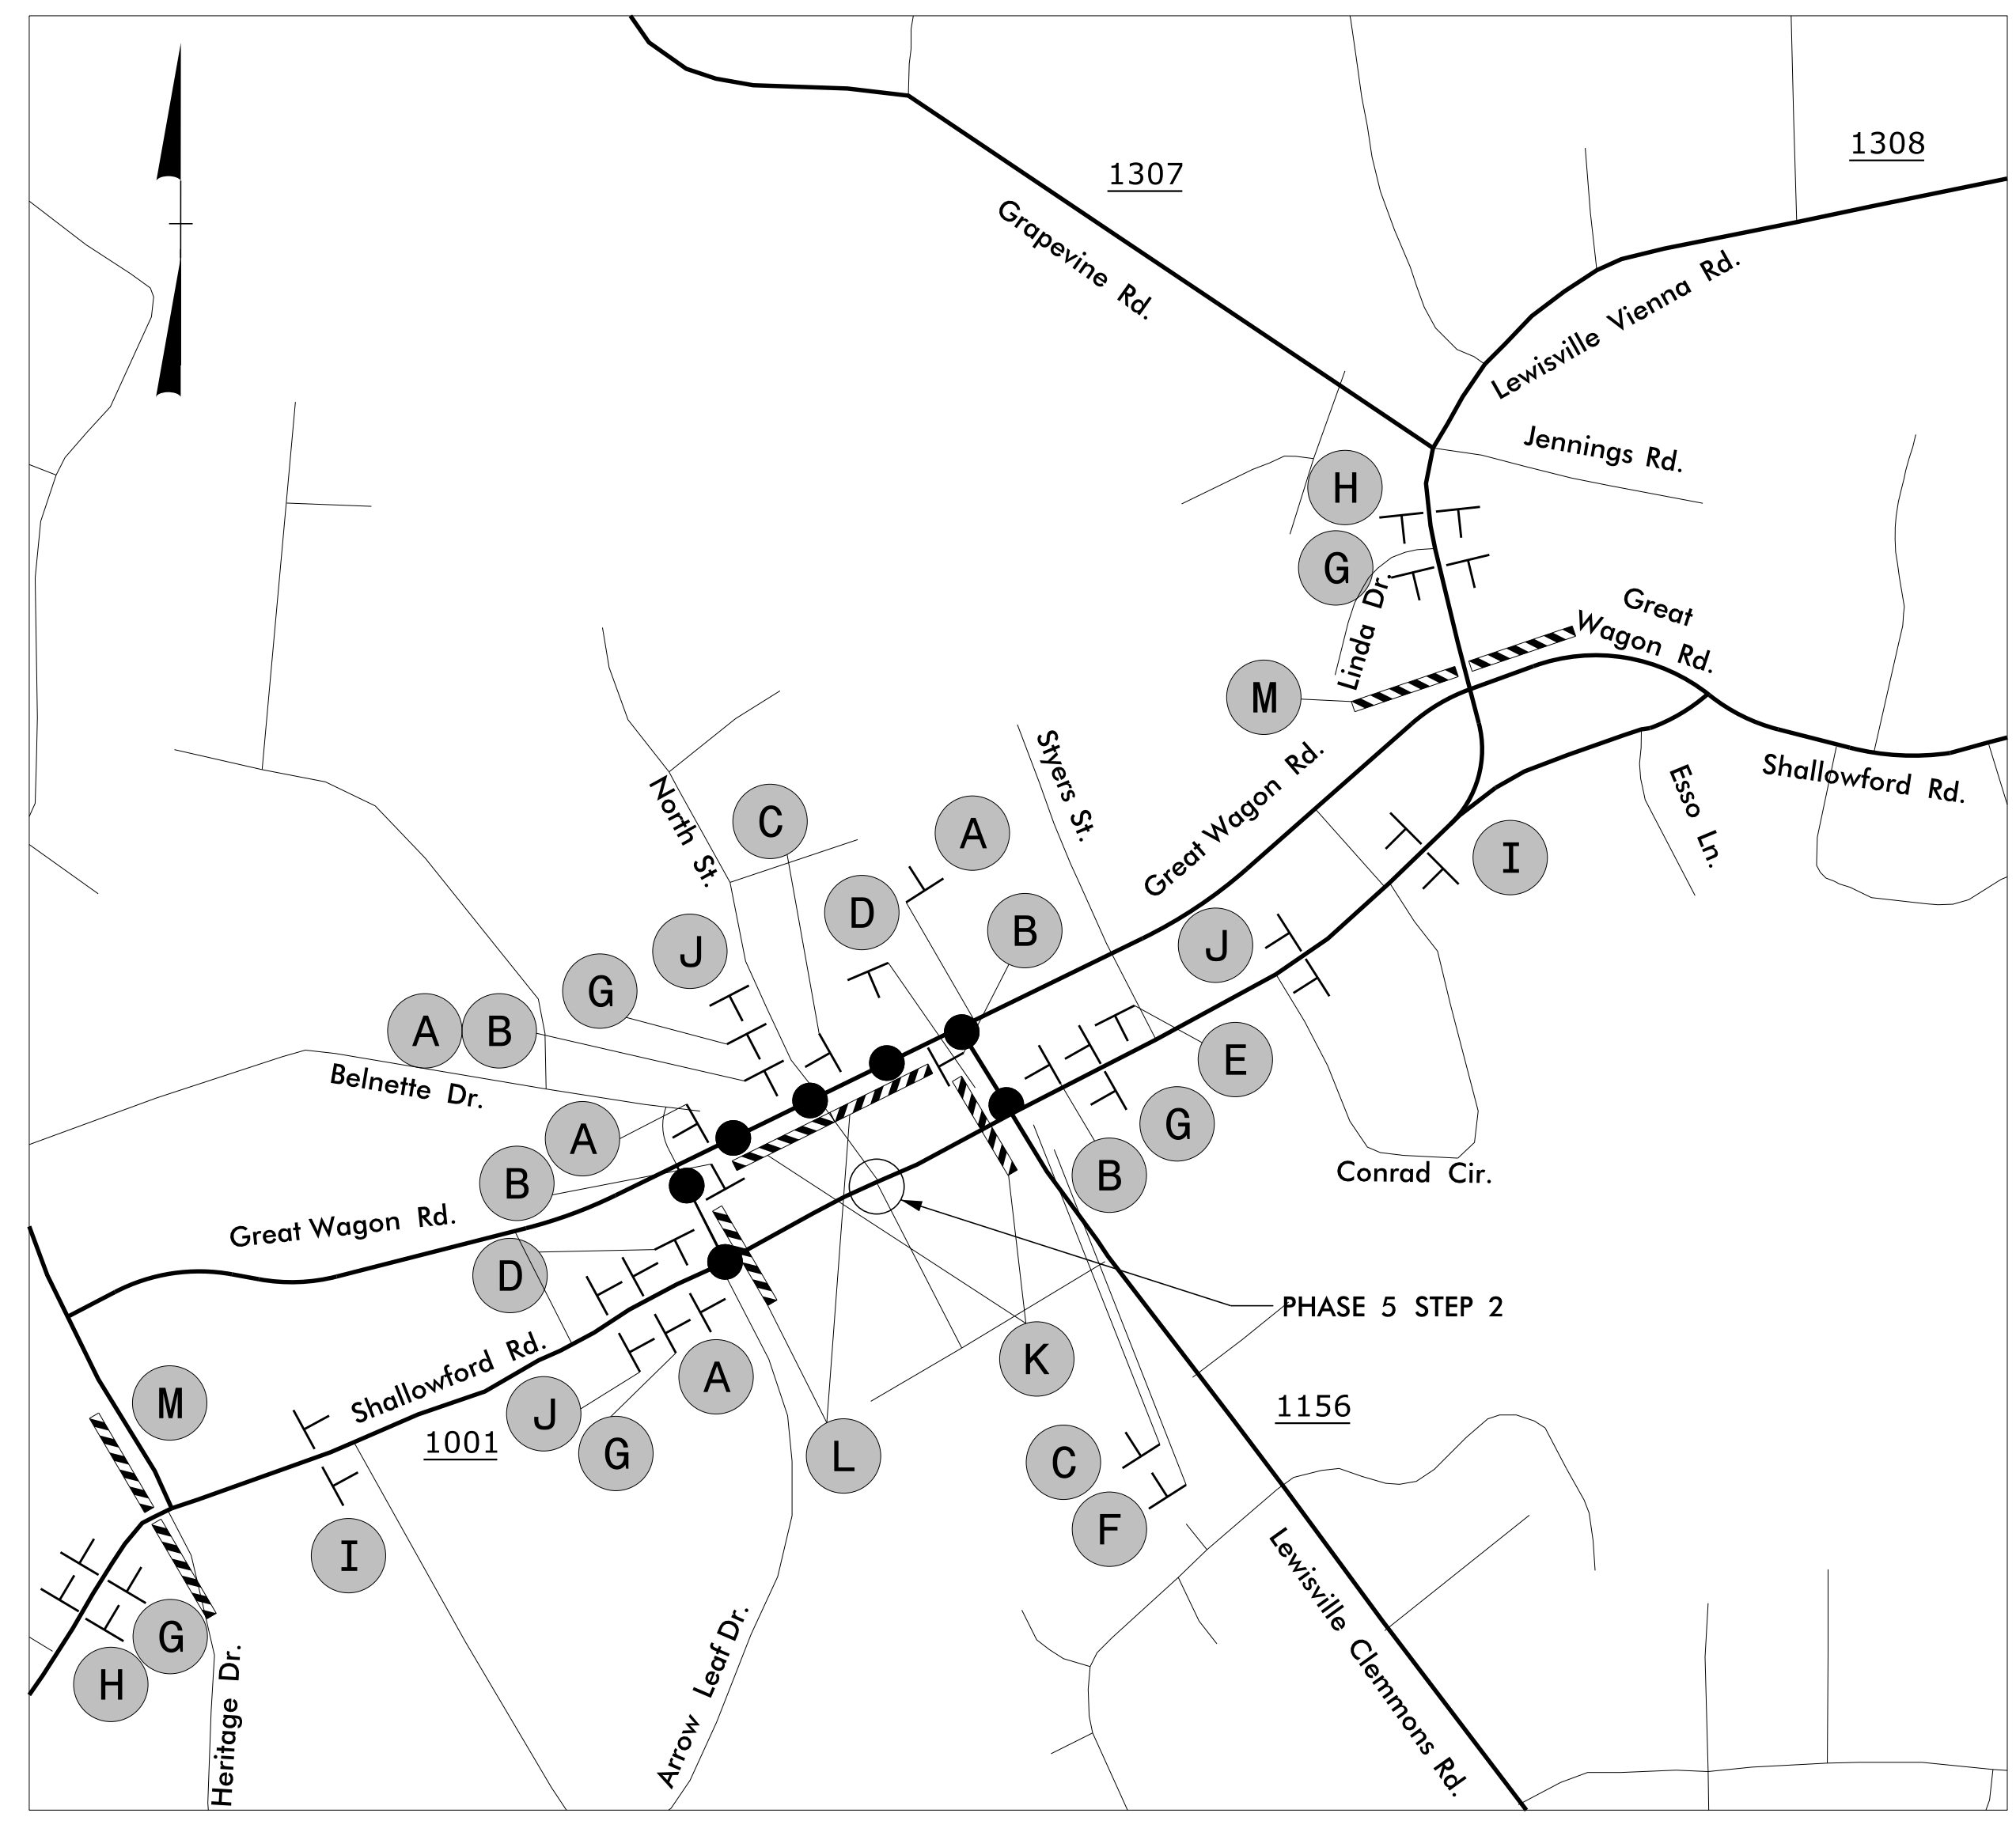 1308
1307
Grapevine Rd.
Lewisville Vienna Rd.
Jennings Rd.
H
G
Linda Dr.
Great
Wagon Rd.
M
Styers St.
Great Wagon Rd.
Esso Ln.
Shallowford Rd.
North St.
C
A
I
D
B
J
J
G
A
B
E
Belnette Dr.
G
A
B
B
Conrad Cir.
Great Wagon Rd.
D
PHASE 5 STEP 2
K
A
Shallowford Rd.
M
J
1156
1001
G
L
C
F
I
Lewisville Clemmons Rd.
G
H
Heritage Dr.
Arrow Leaf Dr.